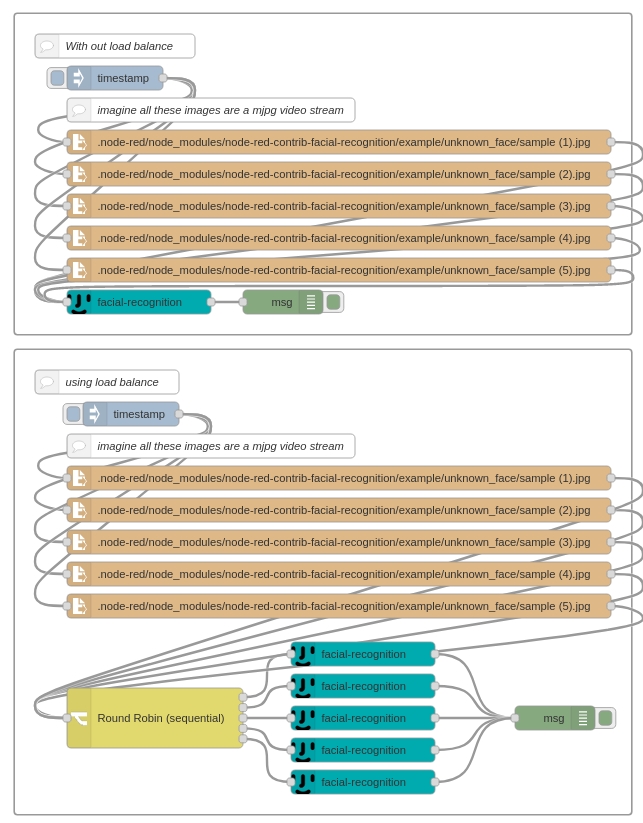 With out load balance
timestamp
imagine all these images are a mjpg video stream
.node-red/node_modules/node-red-contrib-facial-recognition/example/unknown_face/sample (1).jpg
.node-red/node_modules/node-red-contrib-facial-recognition/example/unknown_face/sample (2).jpg
.node-red/node_modules/node-red-contrib-facial-recognition/example/unknown_face/sample (3).jpg
.node-red/node_modules/node-red-contrib-facial-recognition/example/unknown_face/sample (4).jpg
.node-red/node_modules/node-red-contrib-facial-recognition/example/unknown_face/sample (5).jpg
facial-recognition
msg
using load balance
timestamp
imagine all these images are a mjpg video stream
.node-red/node_modules/node-red-contrib-facial-recognition/example/unknown_face/sample (1).jpg
.node-red/node_modules/node-red-contrib-facial-recognition/example/unknown_face/sample (2).jpg
.node-red/node_modules/node-red-contrib-facial-recognition/example/unknown_face/sample (3).jpg
.node-red/node_modules/node-red-contrib-facial-recognition/example/unknown_face/sample (4).jpg
.node-red/node_modules/node-red-contrib-facial-recognition/example/unknown_face/sample (5).jpg
facial-recognition
facial-recognition
Round Robin (sequential)
facial-recognition
msg
facial-recognition
facial-recognition